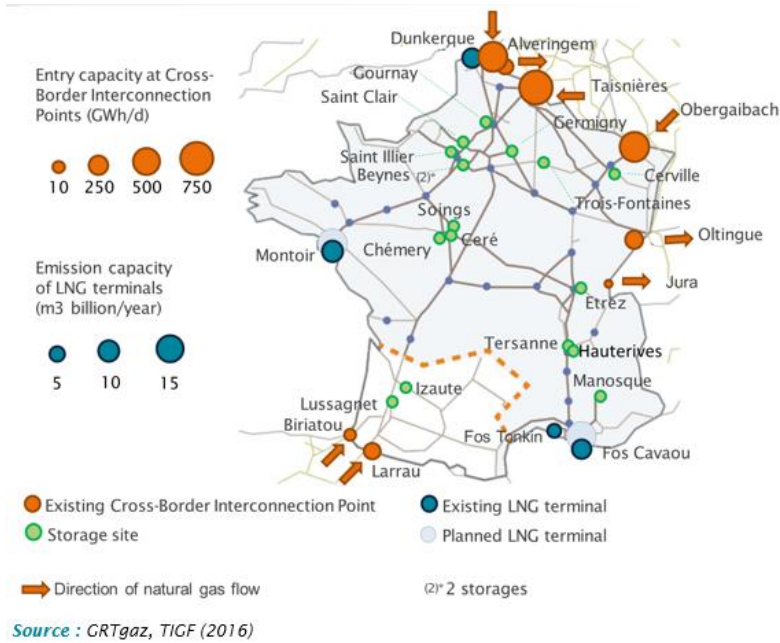 Entry capacity at Cross-
Border Interconnection
Points (GWh/d)
10 250 500 750
Emission capacity
of LNG terminals
(m3 billion/year)
5 10 15
Dunkerque
Alveringem
Gournay
Taisnières
Saint Clair
Obergaibach
Germigny
Saint Illier
Beynes (2)*
Cerville
Trois-Fontaines
Soings
Oltingue
Chémery
Ceré
Montoir
Jura
Etrez
Tersanne
Hauterives
Manosque
Izaute
Lussagnet
Biriatou
Fos Tonkin
Fos Cavaou
Larrau
Existing Cross-Border Interconnection Point
Existing LNG terminal
Storage site
Planned LNG terminal
Direction of natural gas flow
(2)* 2 storages
Source : GRTgaz, TIGF (2016)